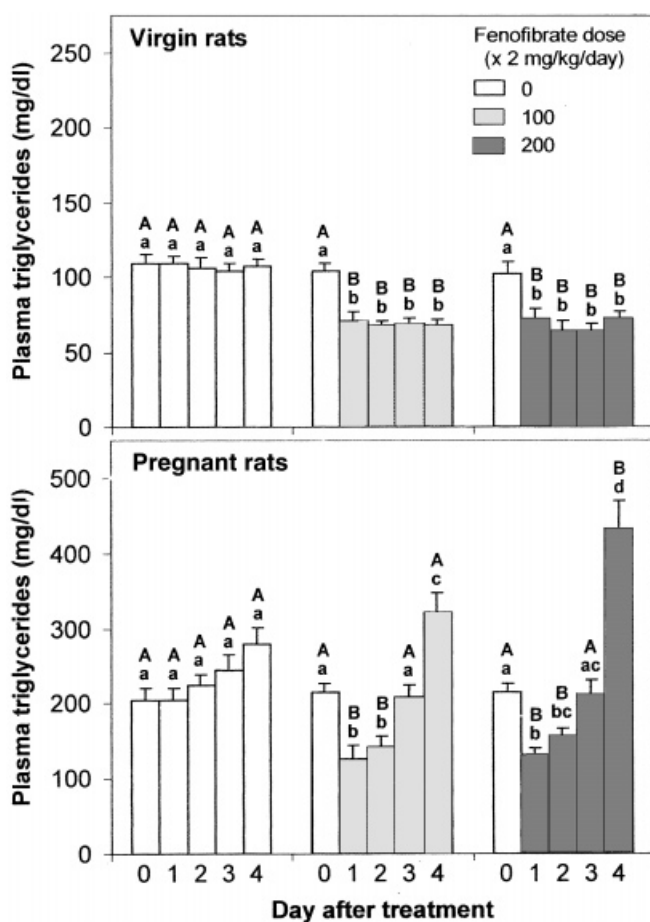 Virgin rats
Fenofibrate dose
(x 2 mg/kg/day)
0
100
200
Plasma triglycerides (mg/dl)
250
200
150
100
50
0
A A A A A
a a a a a
A
a
B B B B
b b b b
A
a
B B B B
b b b b
Pregnant rats
Plasma triglycerides (mg/dl)
500
400
300
200
100
0
A A A A A
a a a a a
A B B A A
a b b a c
A B B A B
a b bc ac d
0 1 2 3 4 0 1 2 3 4 0 1 2 3 4
Day after treatment